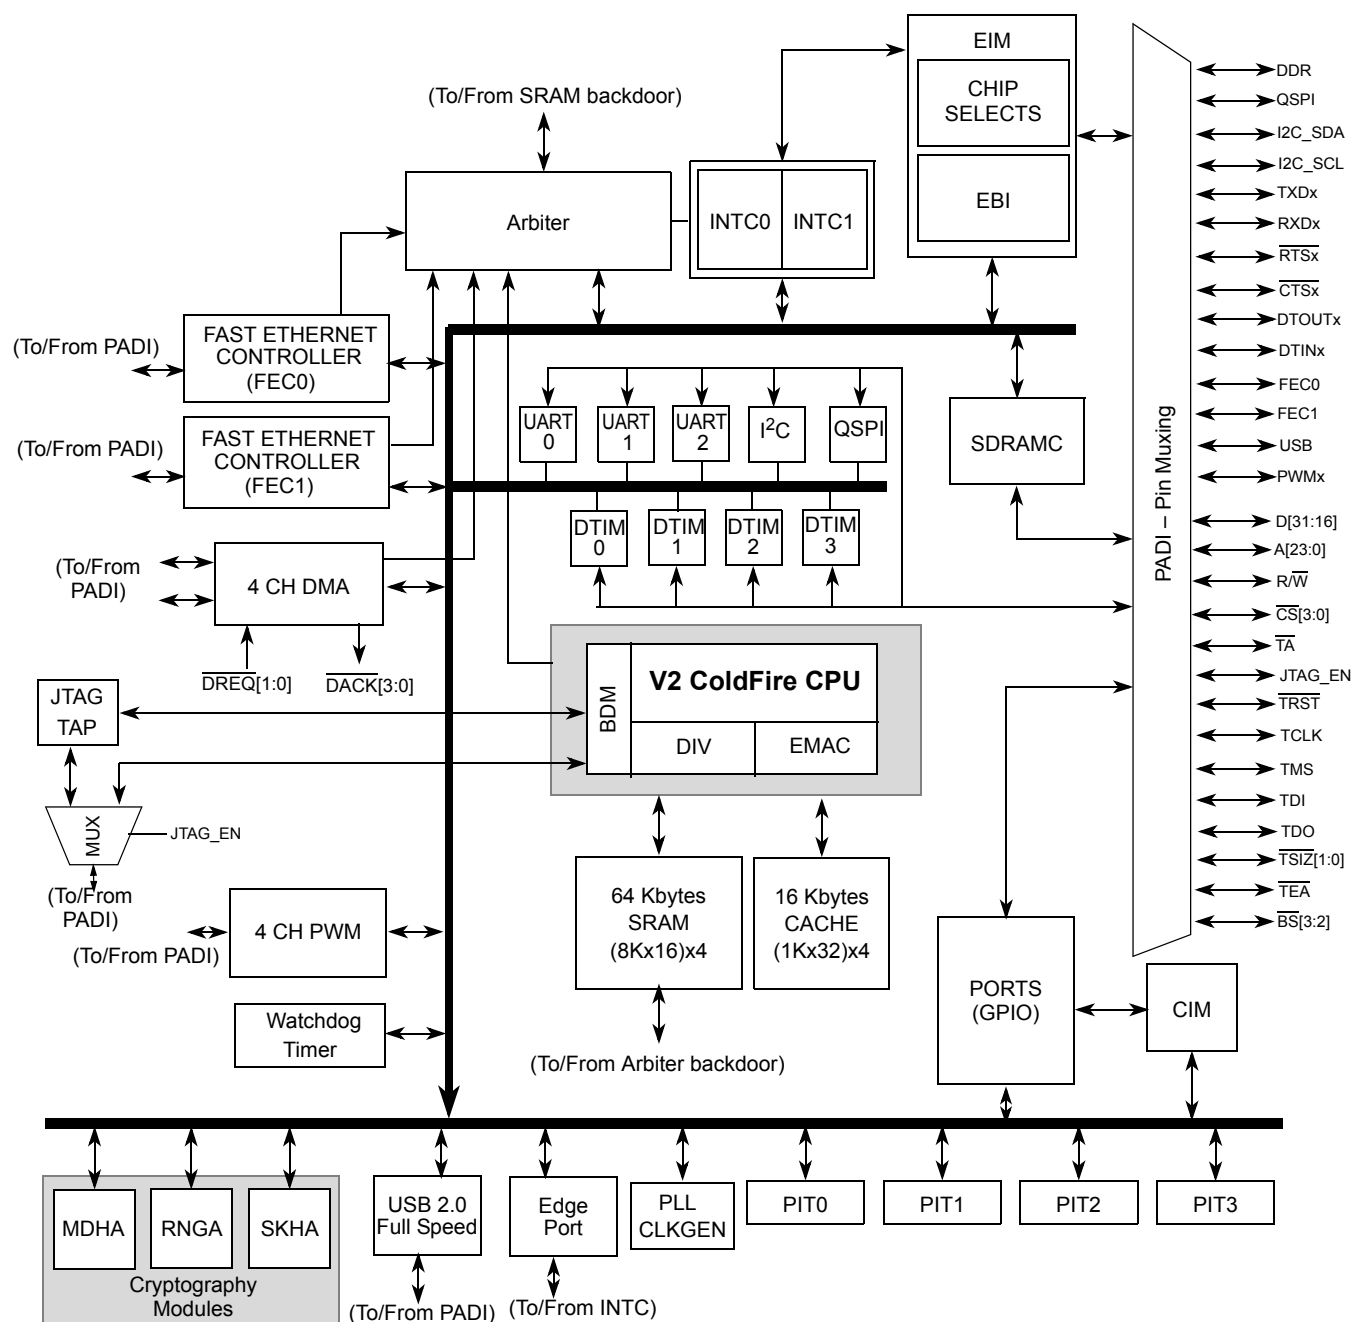 EIM
CHIP
SELECTS
EBI
(To/From SRAM backdoor)
Arbiter
INTC0
INTC1
FAST ETHERNET
CONTROLLER
(FEC0)
(To/From PADI)
FAST ETHERNET
CONTROLLER
(FEC1)
(To/From PADI)
UART
0
UART
1
UART
2
I²C
QSPI
SDRAMC
DTIM
0
DTIM
1
DTIM
2
DTIM
3
4 CH DMA
(To/From
PADI)
DREQ[1:0]
DACK[3:0]
JTAG
TAP
BDM
V2 ColdFire CPU
DIV
EMAC
MUX
JTAG_EN
(To/From
PADI)
4 CH PWM
(To/From PADI)
64 Kbytes
SRAM
(8Kx16)x4
16 Kbytes
CACHE
(1Kx32)x4
Watchdog
Timer
(To/From Arbiter backdoor)
PORTS
(GPIO)
CIM
PADI – Pin Muxing
DDR
QSPI
I2C_SDA
I2C_SCL
TXDx
RXDx
RTSx
CTSx
DTOUTx
DTINx
FEC0
FEC1
USB
PWMx
D[31:16]
A[23:0]
R/W
CS[3:0]
TA
JTAG_EN
TRST
TCLK
TMS
TDI
TDO
TSIZ[1:0]
TEA
BS[3:2]
MDHA
RNGA
SKHA
Cryptography
Modules
USB 2.0
Full Speed
(To/From PADI)
Edge
Port
(To/From INTC)
PLL
CLKGEN
PIT0
PIT1
PIT2
PIT3